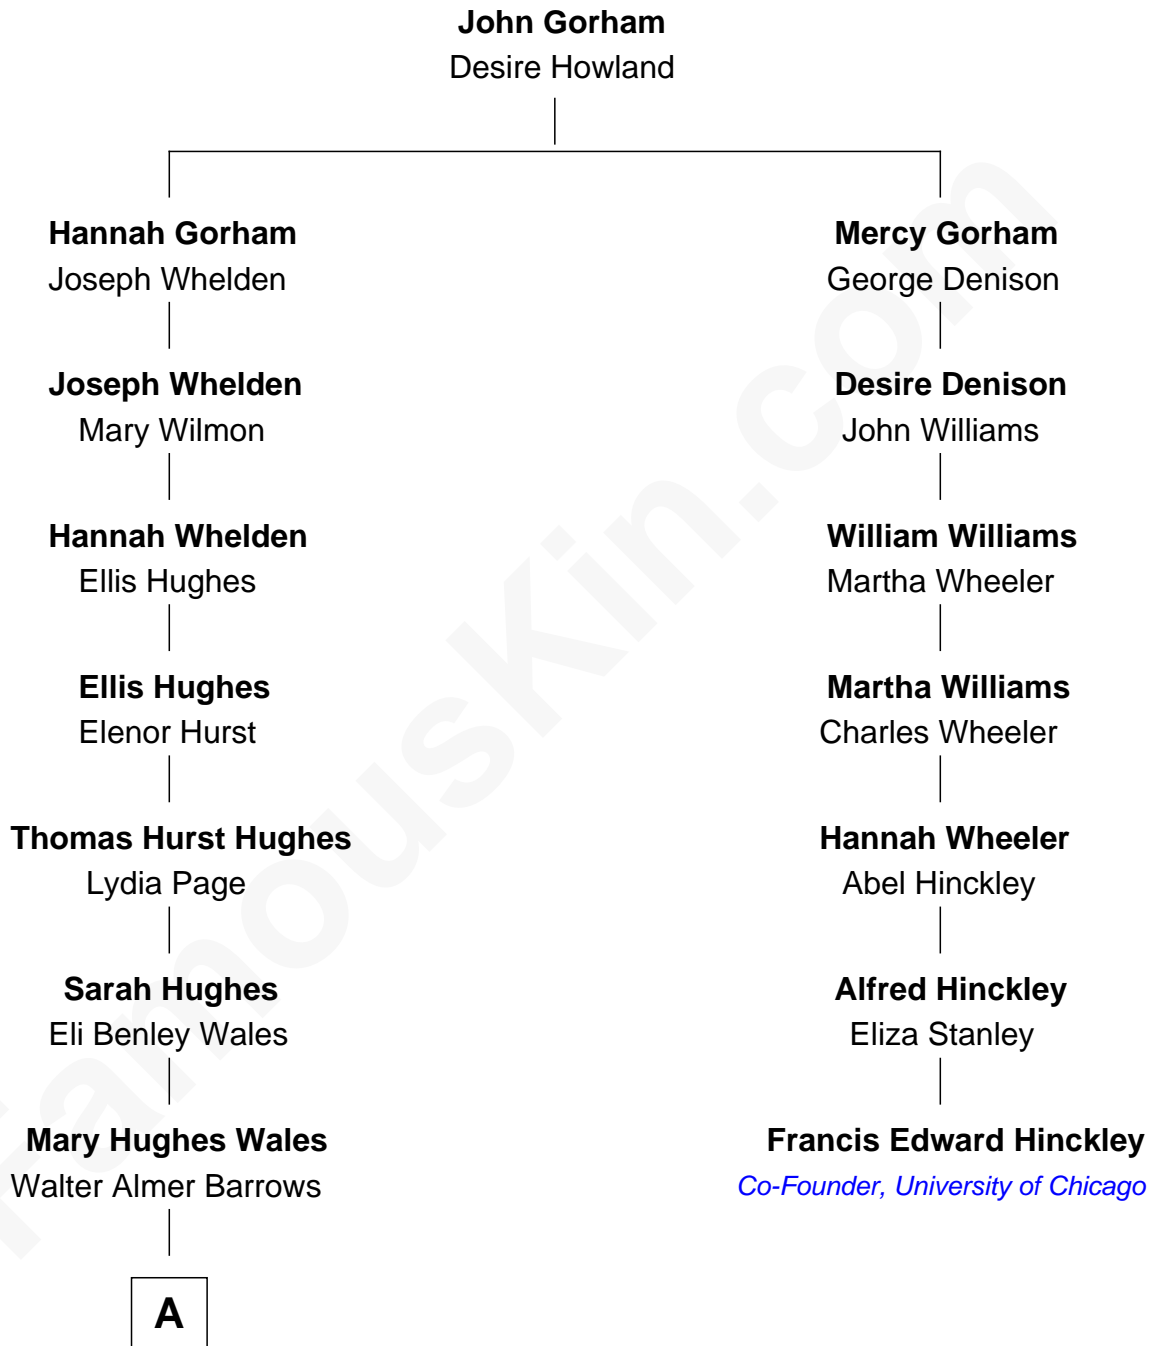 John Gorham
Desire Howland
Hannah Gorham
Joseph Whelden
Mercy Gorham
George Denison
Joseph Whelden
Mary Wilmon
Desire Denison
John Williams
Hannah Whelden
Ellis Hughes
William Williams
Martha Wheeler
Ellis Hughes
Elenor Hurst
Martha Williams
Charles Wheeler
Thomas Hurst Hughes
Lydia Page
Hannah Wheeler
Abel Hinckley
Sarah Hughes
Eli Benley Wales
Alfred Hinckley
Eliza Stanley
Mary Hughes Wales
Walter Almer Barrows
Francis Edward Hinckley
Co-Founder, University of Chicago
A
FamousKin.com